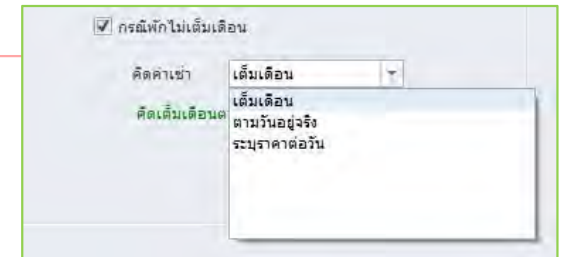 กรณีพักไม่เต็มเดือน
คิดค่าเช่า เต็มเดือน
เต็มเดือน
คิดเต็มเดือนต
ตามวันอยู่จริง
ระบุราคาต่อวัน